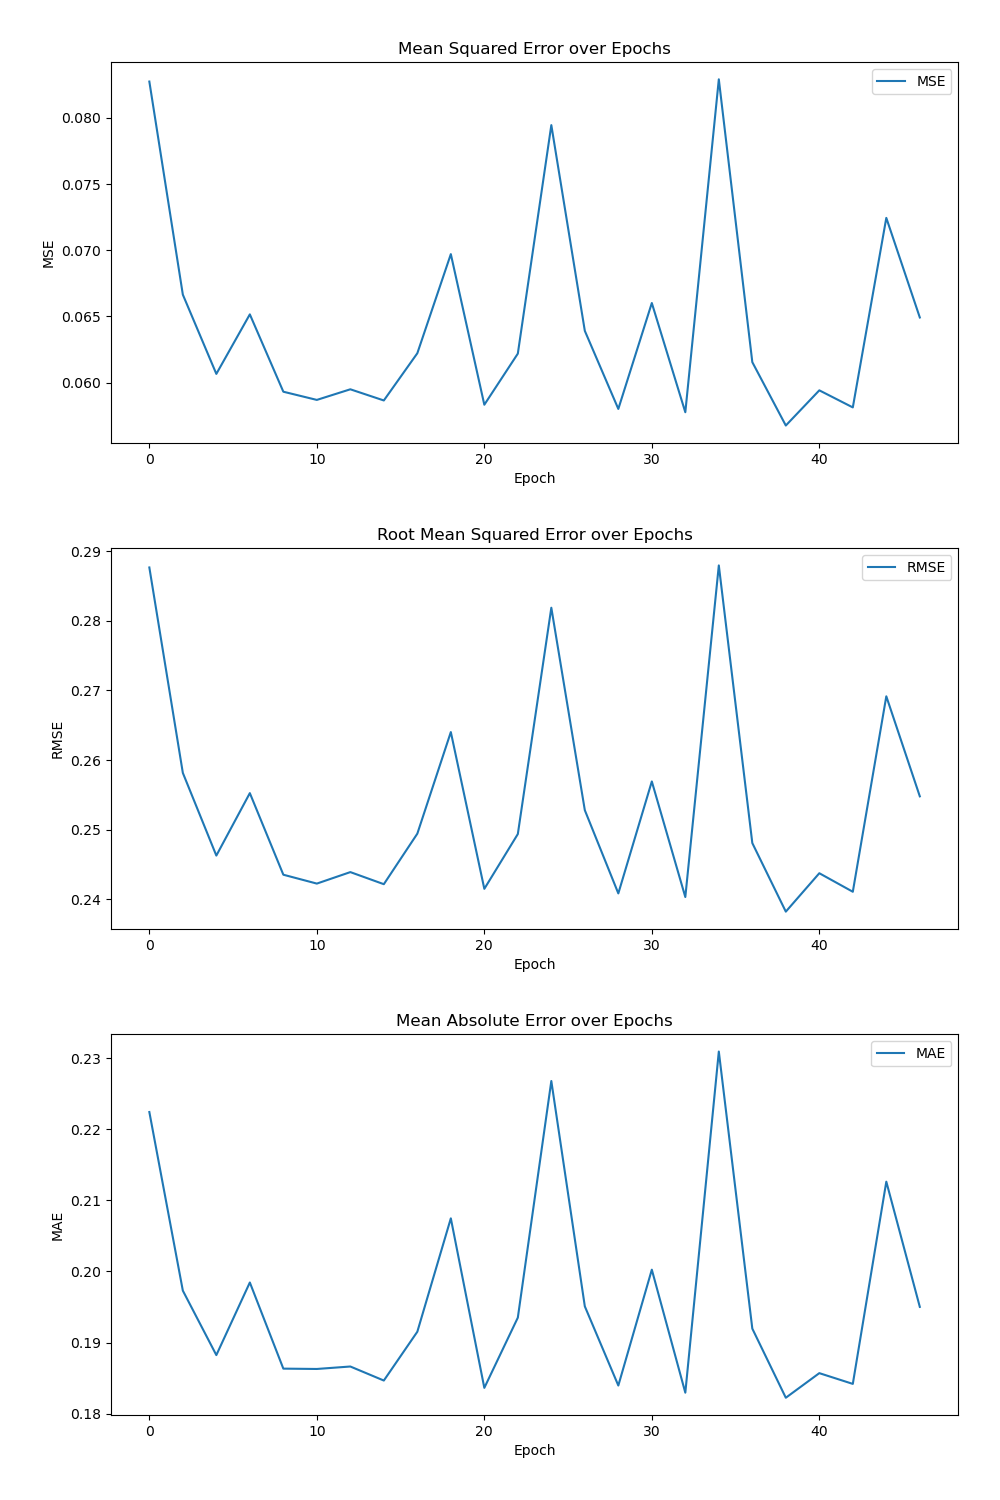 Mean Squared Error over Epochs
MSE
0.080
0.075
0.070
0.065
0.060
MSE
0 10 20 30 40
Epoch
Root Mean Squared Error over Epochs
RMSE
0.29
0.28
0.27
0.26
0.25
0.24
RMSE
0 10 20 30 40
Epoch
Mean Absolute Error over Epochs
MAE
0.23
0.22
0.21
0.20
0.19
0.18
MAE
0 10 20 30 40
Epoch